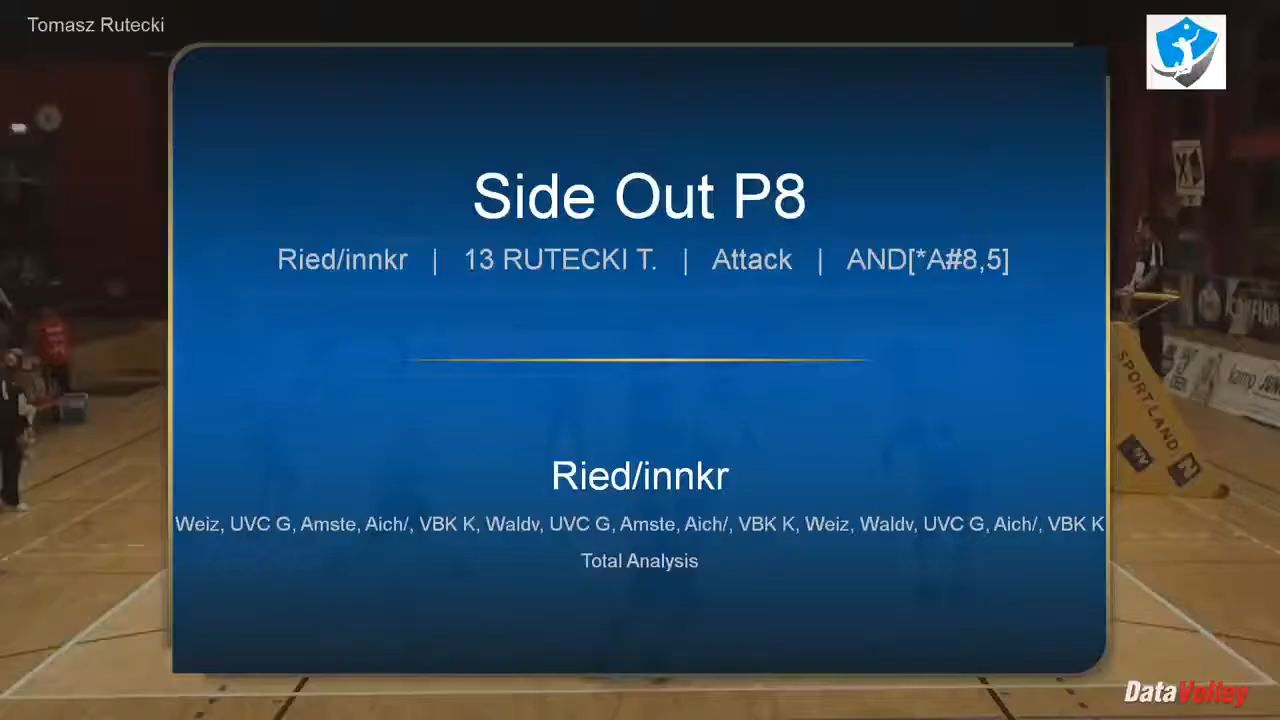 Tomasz Rutecki
Side Out P8
Ried/innkr | 13 RUTECKI T. | Attack | AND[*A#8,5]
SPORTLAND
Ried/innkr
Weiz, UVC G, Amste, Aich/, VBK K, Waldv, UVC G, Amste, Aich/, VBK K, Weiz, Waldv, UVC G, Aich/, VBK K
Total Analysis
DataVolley